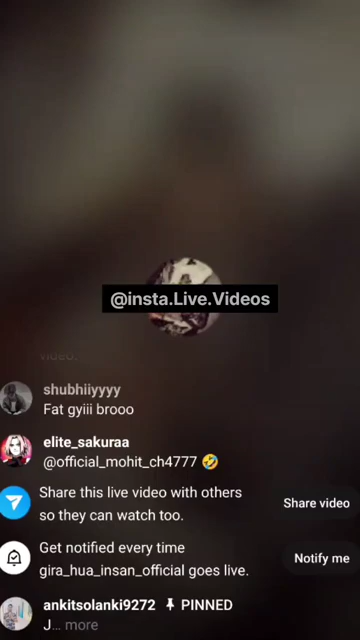 @insta.Live.Videos
video.
shubhiiyyyy
Fat gyiii brooo
elite_sakuraa
@official_mohit_ch4777 🤣
Share this live video with others
so they can watch too.
Share video
Get notified every time
gira_hua_insan_official goes live.
Notify me
ankitsolanki9272 PINNED
J... more